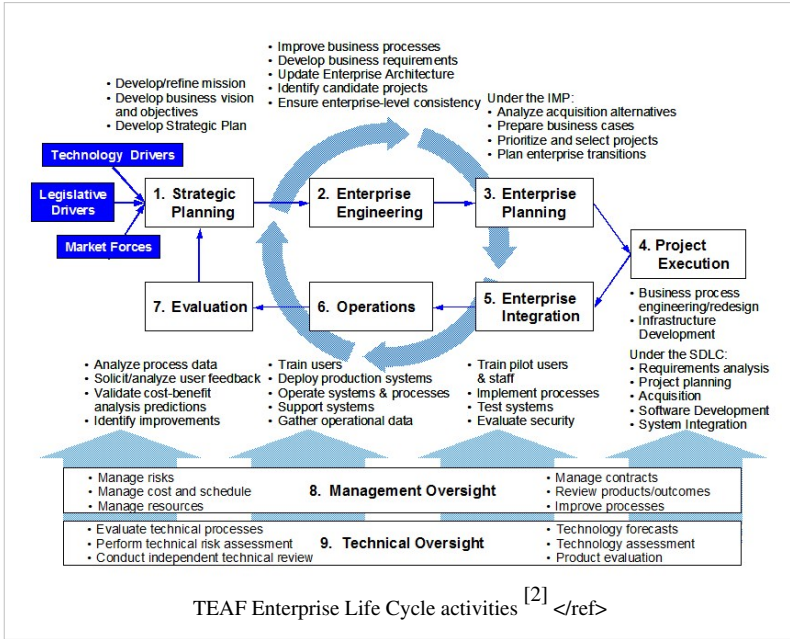 • Improve business processes
• Develop business requirements
• Update Enterprise Architecture
• Identify candidate projects
• Ensure enterprise-level consistency
• Develop/refine mission
• Develop business vision
and objectives
• Develop Strategic Plan
Under the IMP:
• Analyze acquisition alternatives
• Prepare business cases
• Prioritize and select projects
• Plan enterprise transitions
Technology Drivers
Legislative
Drivers
Market Forces
1. Strategic
Planning
2. Enterprise
Engineering
3. Enterprise
Planning
4. Project
Execution
7. Evaluation
6. Operations
5. Enterprise
Integration
• Business process
engineering/redesign
• Infrastructure
Development
Under the SDLC:
• Requirements analysis
• Project planning
• Acquisition
• Software Development
• System Integration
• Analyze process data
• Solicit/analyze user feedback
• Validate cost-benefit
analysis predictions
• Identify improvements
• Train users
• Deploy production systems
• Operate systems & processes
• Support systems
• Gather operational data
• Train pilot users
& staff
• Implement processes
• Test systems
• Evaluate security
• Manage risks
• Manage cost and schedule
• Manage resources
8. Management Oversight
• Manage contracts
• Review products/outcomes
• Improve processes
• Evaluate technical processes
• Perform technical risk assessment
• Conduct independent technical review
9. Technical Oversight
• Technology forecasts
• Technology assessment
• Product evaluation
TEAF Enterprise Life Cycle activities [2] </ref>